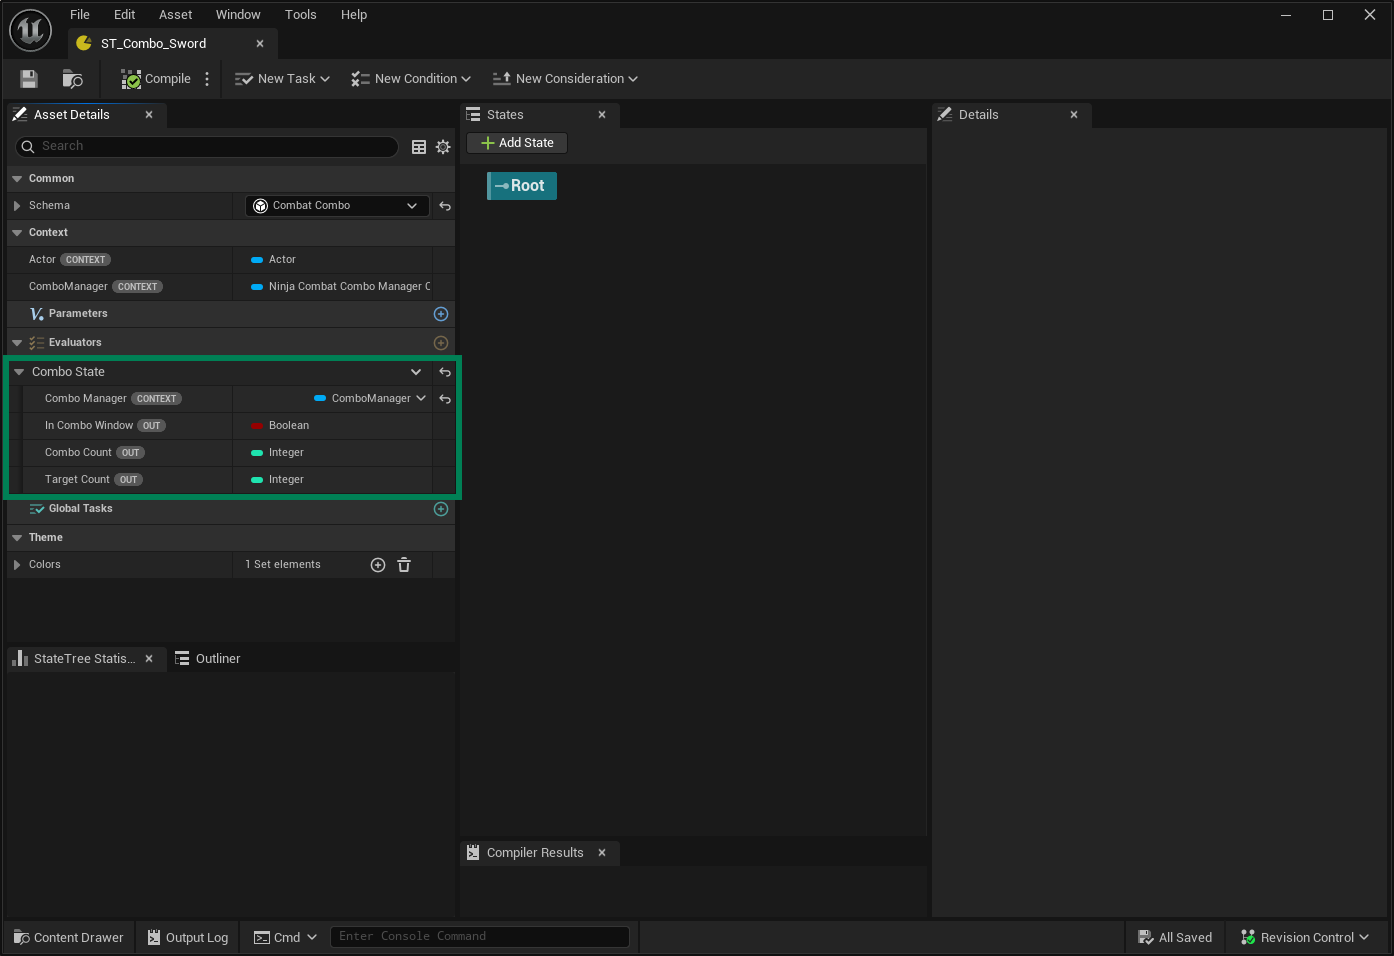 File Edit Asset Window Tools Help
ST_Combo_Sword
Compile New Task New Condition New Consideration
Asset Details
Search
Common
Schema Combat Combo
Context
Actor CONTEXT Actor
ComboManager CONTEXT Ninja Combat Combo Manager C
Parameters
Evaluators
Combo State
Combo Manager CONTEXT ComboManager
In Combo Window OUT Boolean
Combo Count OUT Integer
Target Count OUT Integer
Global Tasks
Theme
Colors 1 Set elements
StateTree Statis... Outliner
States
Add State
Root
Compiler Results
Details
Content Drawer Output Log Cmd Enter Console Command All Saved Revision Control